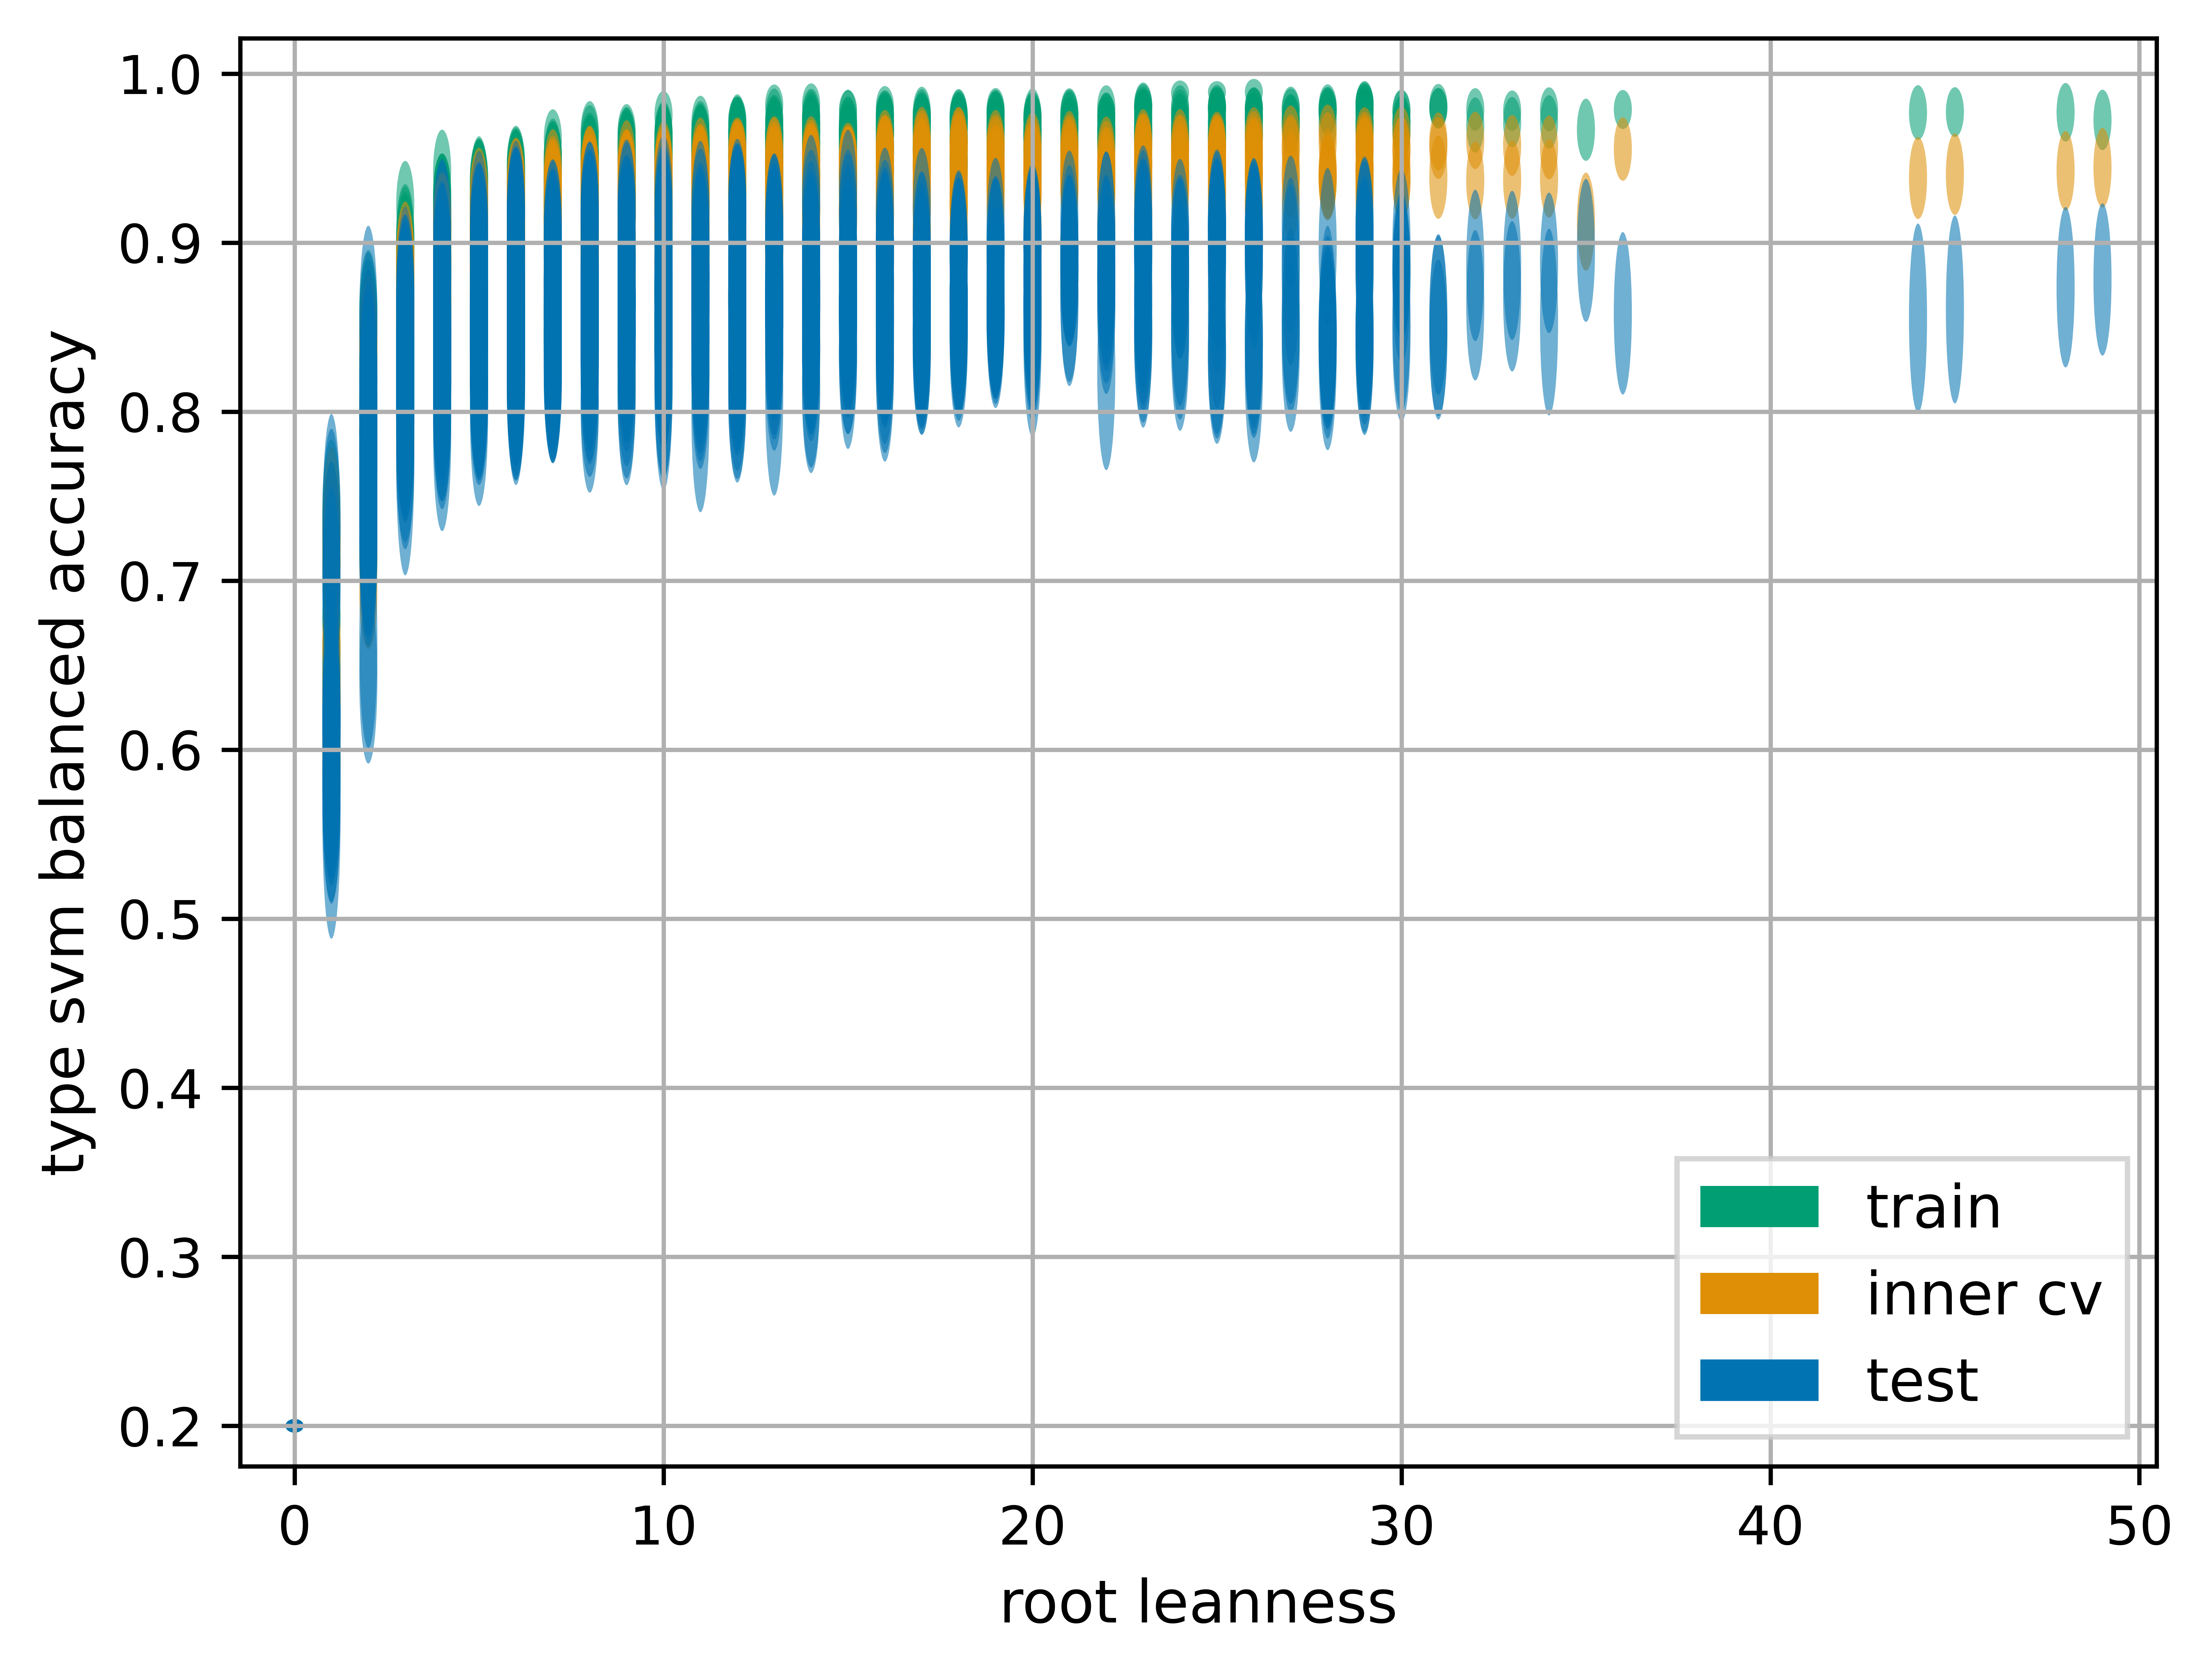 1.0
0.9
0.8
0.7
0.6
0.5
0.4
0.3
0.2
type svm balanced accuracy
train
inner cv
test
0 10 20 30 40 50
root leanness